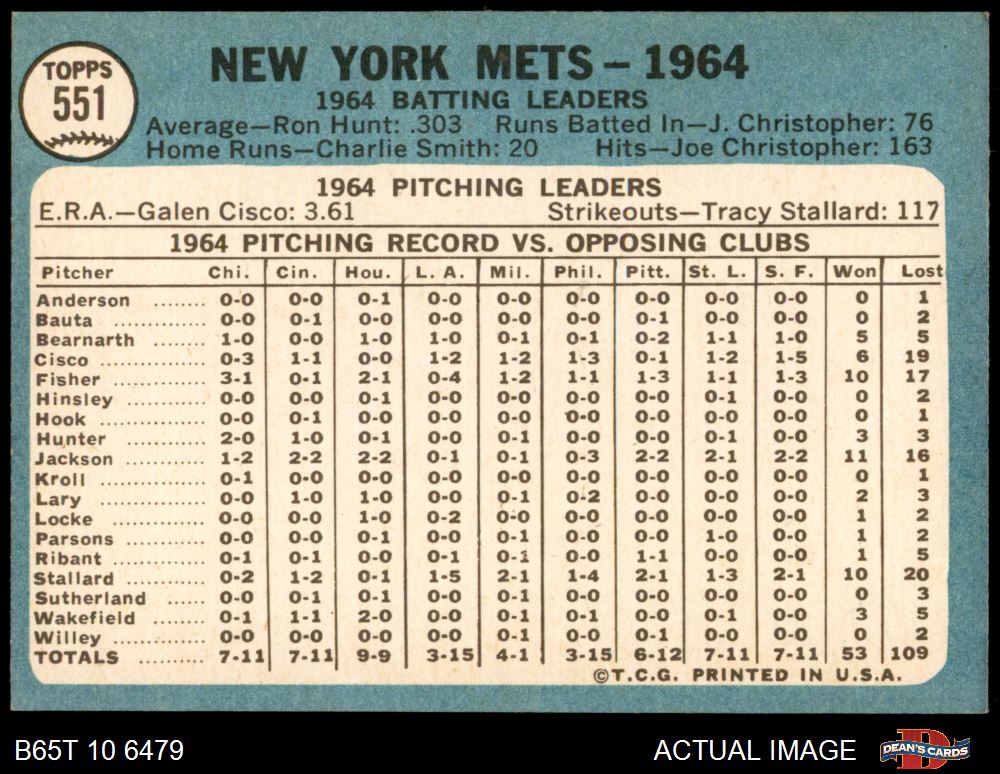 TOPPS
551
NEW YORK METS – 1964
1964 BATTING LEADERS
Average—Ron Hunt: .303 Runs Batted In—J. Christopher: 76
Home Runs—Charlie Smith: 20 Hits—Joe Christopher: 163
1964 PITCHING LEADERS
E.R.A.—Galen Cisco: 3.61 Strikeouts—Tracy Stallard: 117
1964 PITCHING RECORD VS. OPPOSING CLUBS
Pitcher Chi. Cin. Hou. L. A. Mil. Phil. Pitt. St. L. S. F. Won Lost
Anderson ........ 0-0 0-0 0-1 0-0 0-0 0-0 0-0 0-0 0-0 0 1
Bauta .............. 0-0 0-1 0-0 0-0 0-0 0-0 0-1 0-0 0-0 0 2
Bearnarth ........ 1-0 0-0 1-0 1-0 0-1 0-1 0-2 1-1 1-0 5 5
Cisco .............. 0-3 1-1 0-0 1-2 1-2 1-3 0-1 1-2 1-5 6 19
Fisher ............. 3-1 0-1 2-1 0-4 1-2 1-1 1-3 1-1 1-3 10 17
Hinsley ............ 0-0 0-0 0-0 0-0 0-1 0-0 0-0 0-1 0-0 0 2
Hook ............... 0-0 0-1 0-0 0-0 0-0 0-0 0-0 0-0 0-0 0 1
Hunter ............ 2-0 1-0 0-1 0-0 0-1 0-0 0-0 0-1 0-0 3 3
Jackson ........... 1-2 2-2 2-2 0-1 0-1 0-3 2-2 2-1 2-2 11 16
Kroll ............... 0-1 0-0 0-0 0-0 0-0 0-0 0-0 0-0 0-0 0 1
Lary ................ 0-0 1-0 1-0 0-0 0-1 0-2 0-0 0-0 0-0 2 3
Locke .............. 0-0 0-0 1-0 0-2 0-0 0-0 0-0 0-0 0-0 1 2
Parsons ........... 0-0 0-1 0-0 0-0 0-1 0-0 0-0 1-0 0-0 1 2
Ribant ............. 0-1 0-1 0-0 0-1 0-1 0-0 1-1 0-0 0-0 1 5
Stallard ........... 0-2 1-2 0-1 1-5 2-1 1-4 2-1 1-3 2-1 10 20
Sutherland ...... 0-0 0-1 0-1 0-0 0-1 0-0 0-0 0-0 0-0 0 3
Wakefield ........ 0-1 1-1 2-0 0-0 0-1 0-1 0-0 0-1 0-0 3 5
Willey .............. 0-0 0-0 0-0 0-0 0-1 0-0 0-1 0-0 0-0 0 2
TOTALS .......... 7-11 7-11 9-9 3-15 4-1 3-15 6-12 7-11 7-11 53 109
©T.C.G. PRINTED IN U.S.A.
B65T 10 6479 ACTUAL IMAGE DEAN'S CARDS